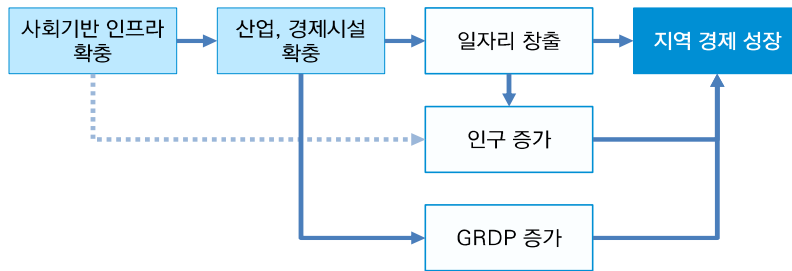 사회기반 인프라
확충
산업, 경제시설
확충
일자리 창출
지역 경제 성장
인구 증가
GRDP 증가